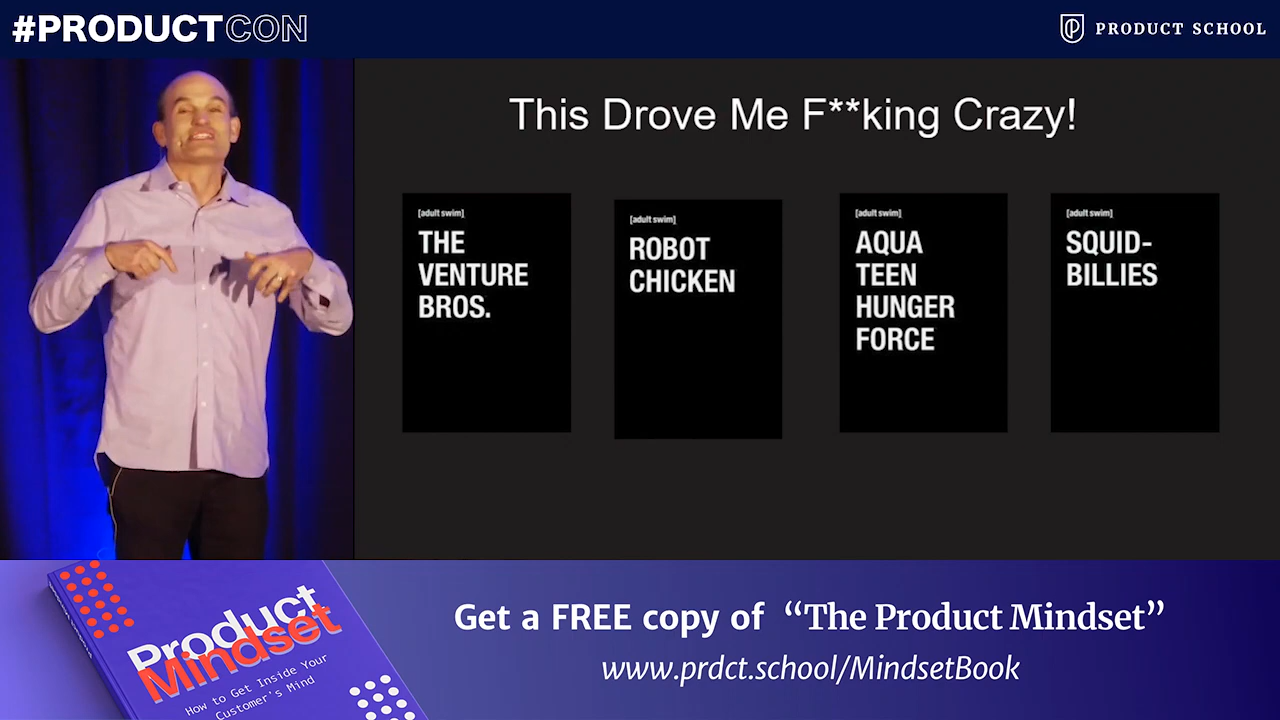 #PRODUCTCON
PRODUCT SCHOOL
This Drove Me F**king Crazy!
[adult swim]
THE
VENTURE
BROS.
[adult swim]
ROBOT
CHICKEN
[adult swim]
AQUA
TEEN
HUNGER
FORCE
[adult swim]
SQUID-
BILLIES
Product
Mindset
How to Get Inside Your
Customer's Mind
Get a FREE copy of “The Product Mindset”
www.prdct.school/MindsetBook